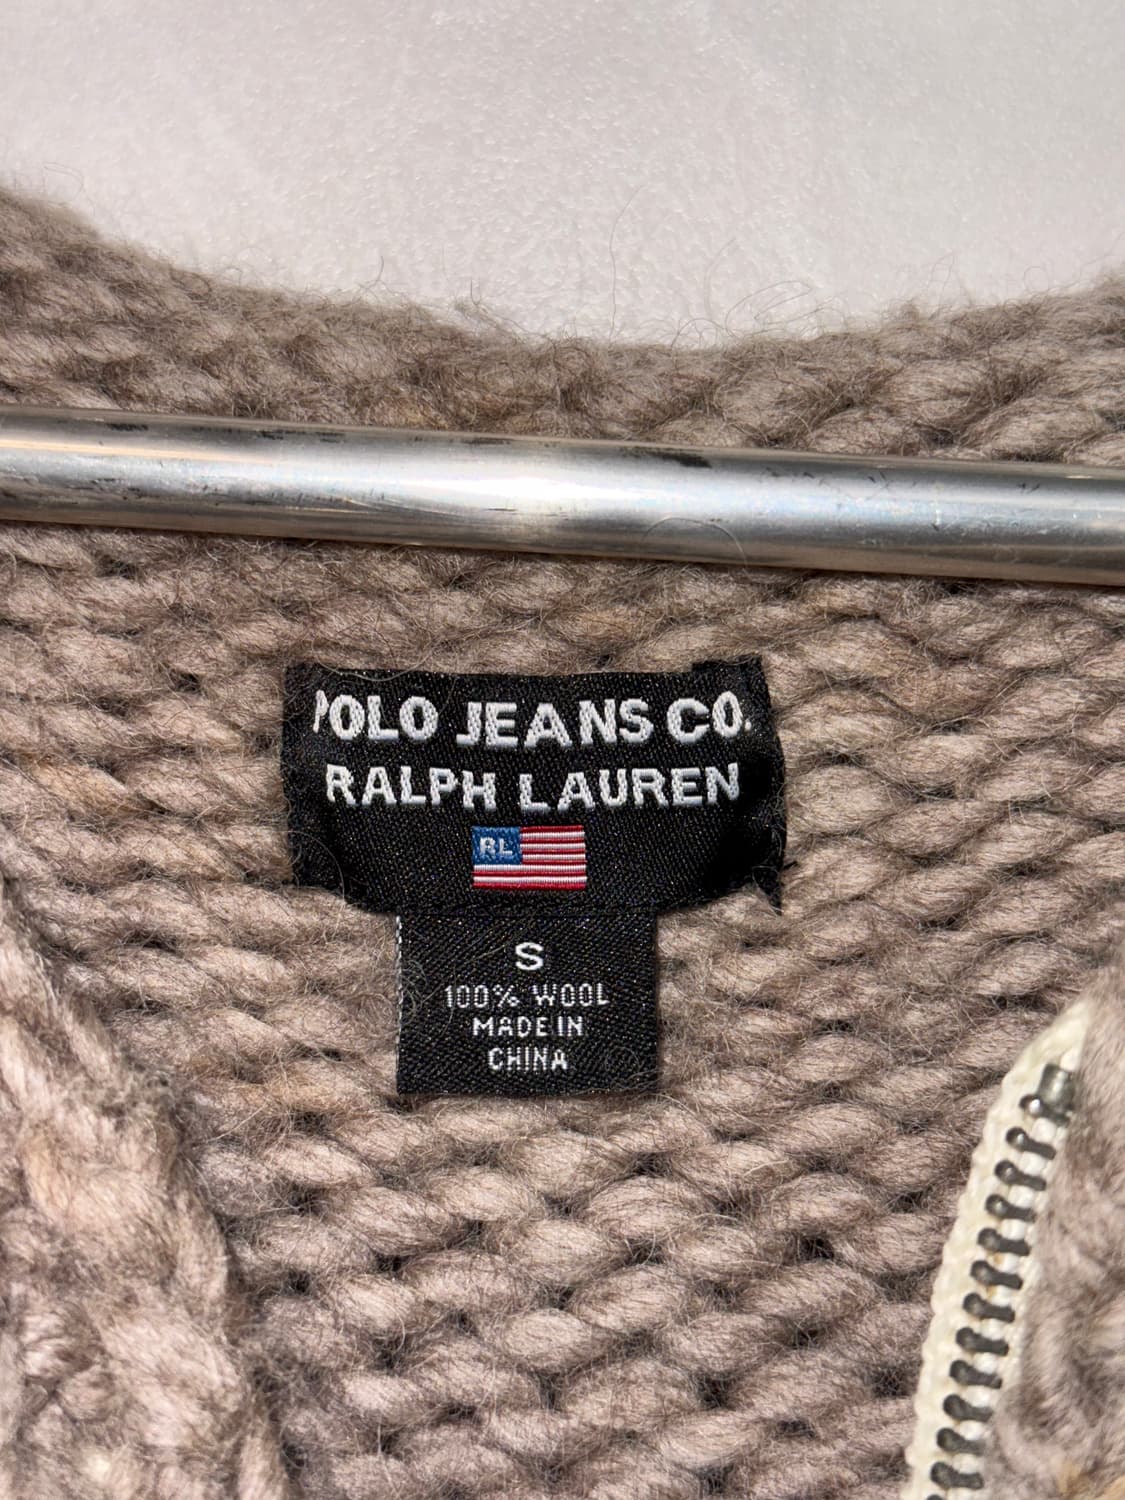 POLO JEANS CO.
RALPH LAUREN
RL
S
100% WOOL
MADE IN
CHINA